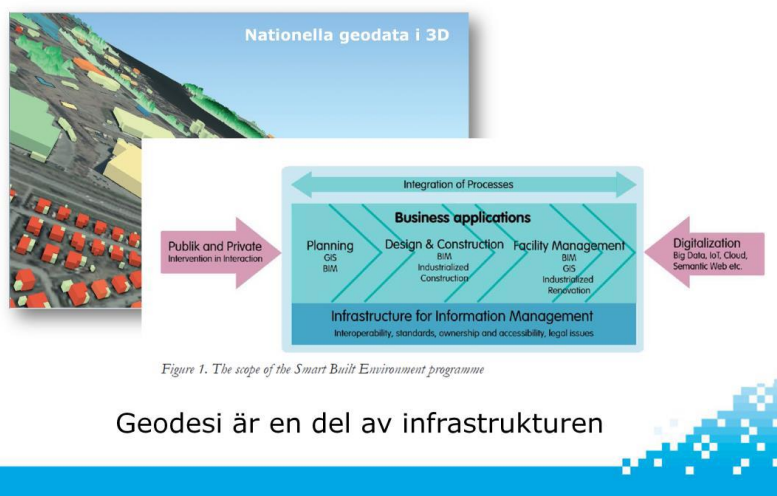 Nationella geodata i 3D
Integration of Processes
Business applications
Publik and Private
Intervention in Interaction
Planning
GIS
BIM
Design & Construction
BIM
Industrialized
Construction
Facility Management
BIM
GIS
Industrialized
Renovation
Digitalization
Big Data, IoT, Cloud,
Semantic Web etc.
Infrastructure for Information Management
Interoperability, standards, ownership and accessibility, legal issues
Figure 1. The scope of the Smart Built Environment programme
Geodesi är en del av infrastrukturen